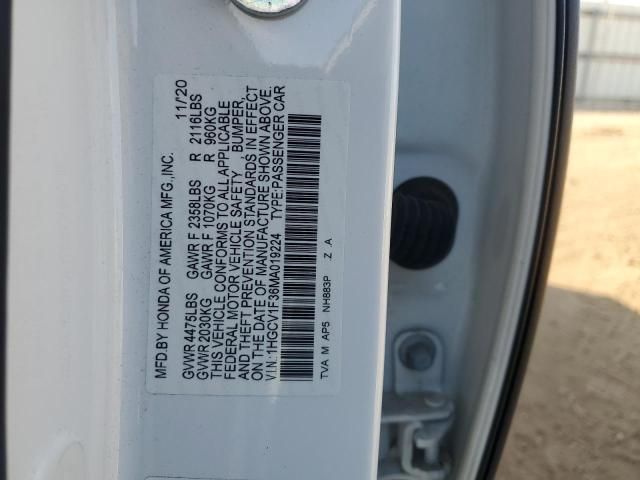 MFD.BY HONDA OF AMERICA MFG.,INC. 11/20
GVWR 4475LBS GAWR F 2358LBS R 2116LBS
GVWR 2030KG GAWR F 1070KG R 960KG
THIS VEHICLE CONFORMS TO ALL APPLICABLE
FEDERAL MOTOR VEHICLE SAFETY BUMPER,
AND THEFT PREVENTION STANDARDS IN EFFECT
ON THE DATE OF MANUFACTURE SHOWN ABOVE.
V.I.N.:1HGCV1F36MA019224 TYPE:PASSENGER CAR
TVA M AP5 NH883P Z A